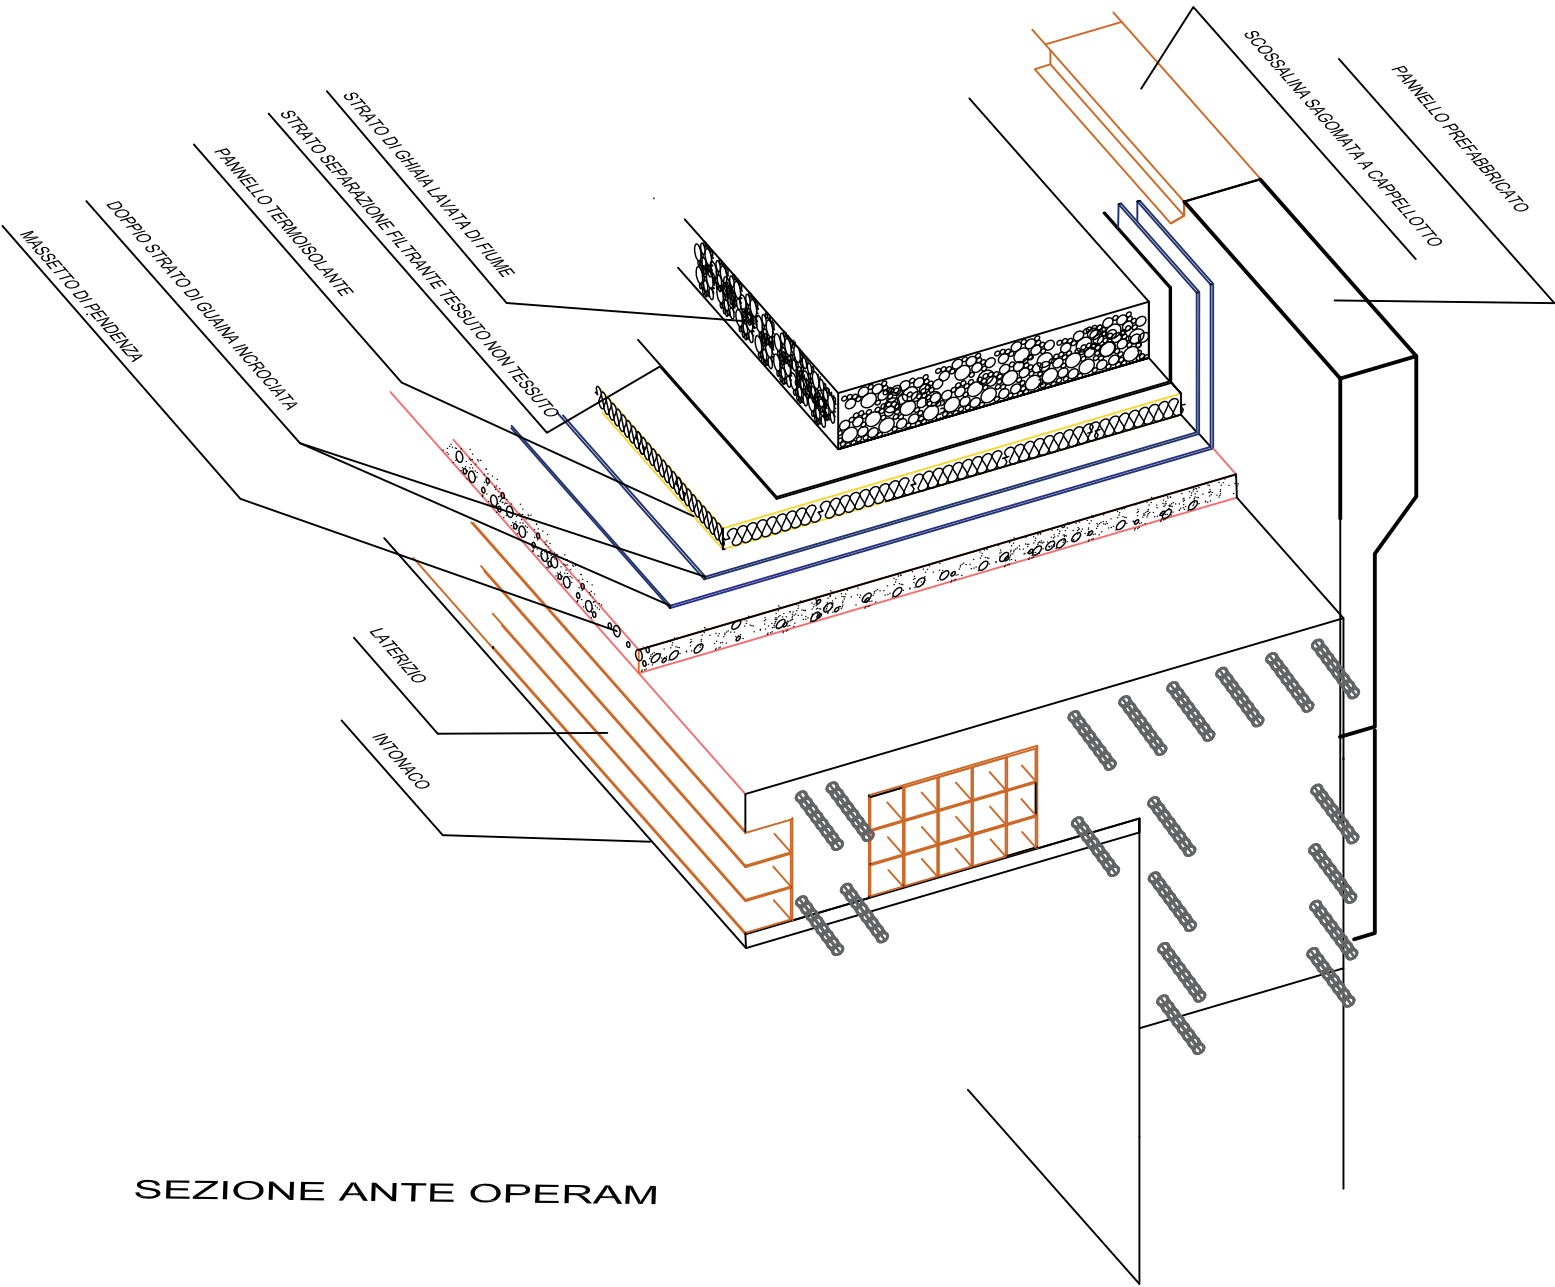 STRATO DI GHIAIA LAVATA DI FIUME
STRATO SEPARAZIONE FILTRANTE TESSUTO NON TESSUTO
PANNELLO TERMOISOLANTE
DOPPIO STRATO DI GUAINA INCROCIATA
MASSETTO DI PENDENZA
LATERIZIO
INTONACO
SCOSSALINA SAGOMATA A CAPPELLOTTO
PANNELLO PREFABBRICATO
SEZIONE ANTE OPERAM